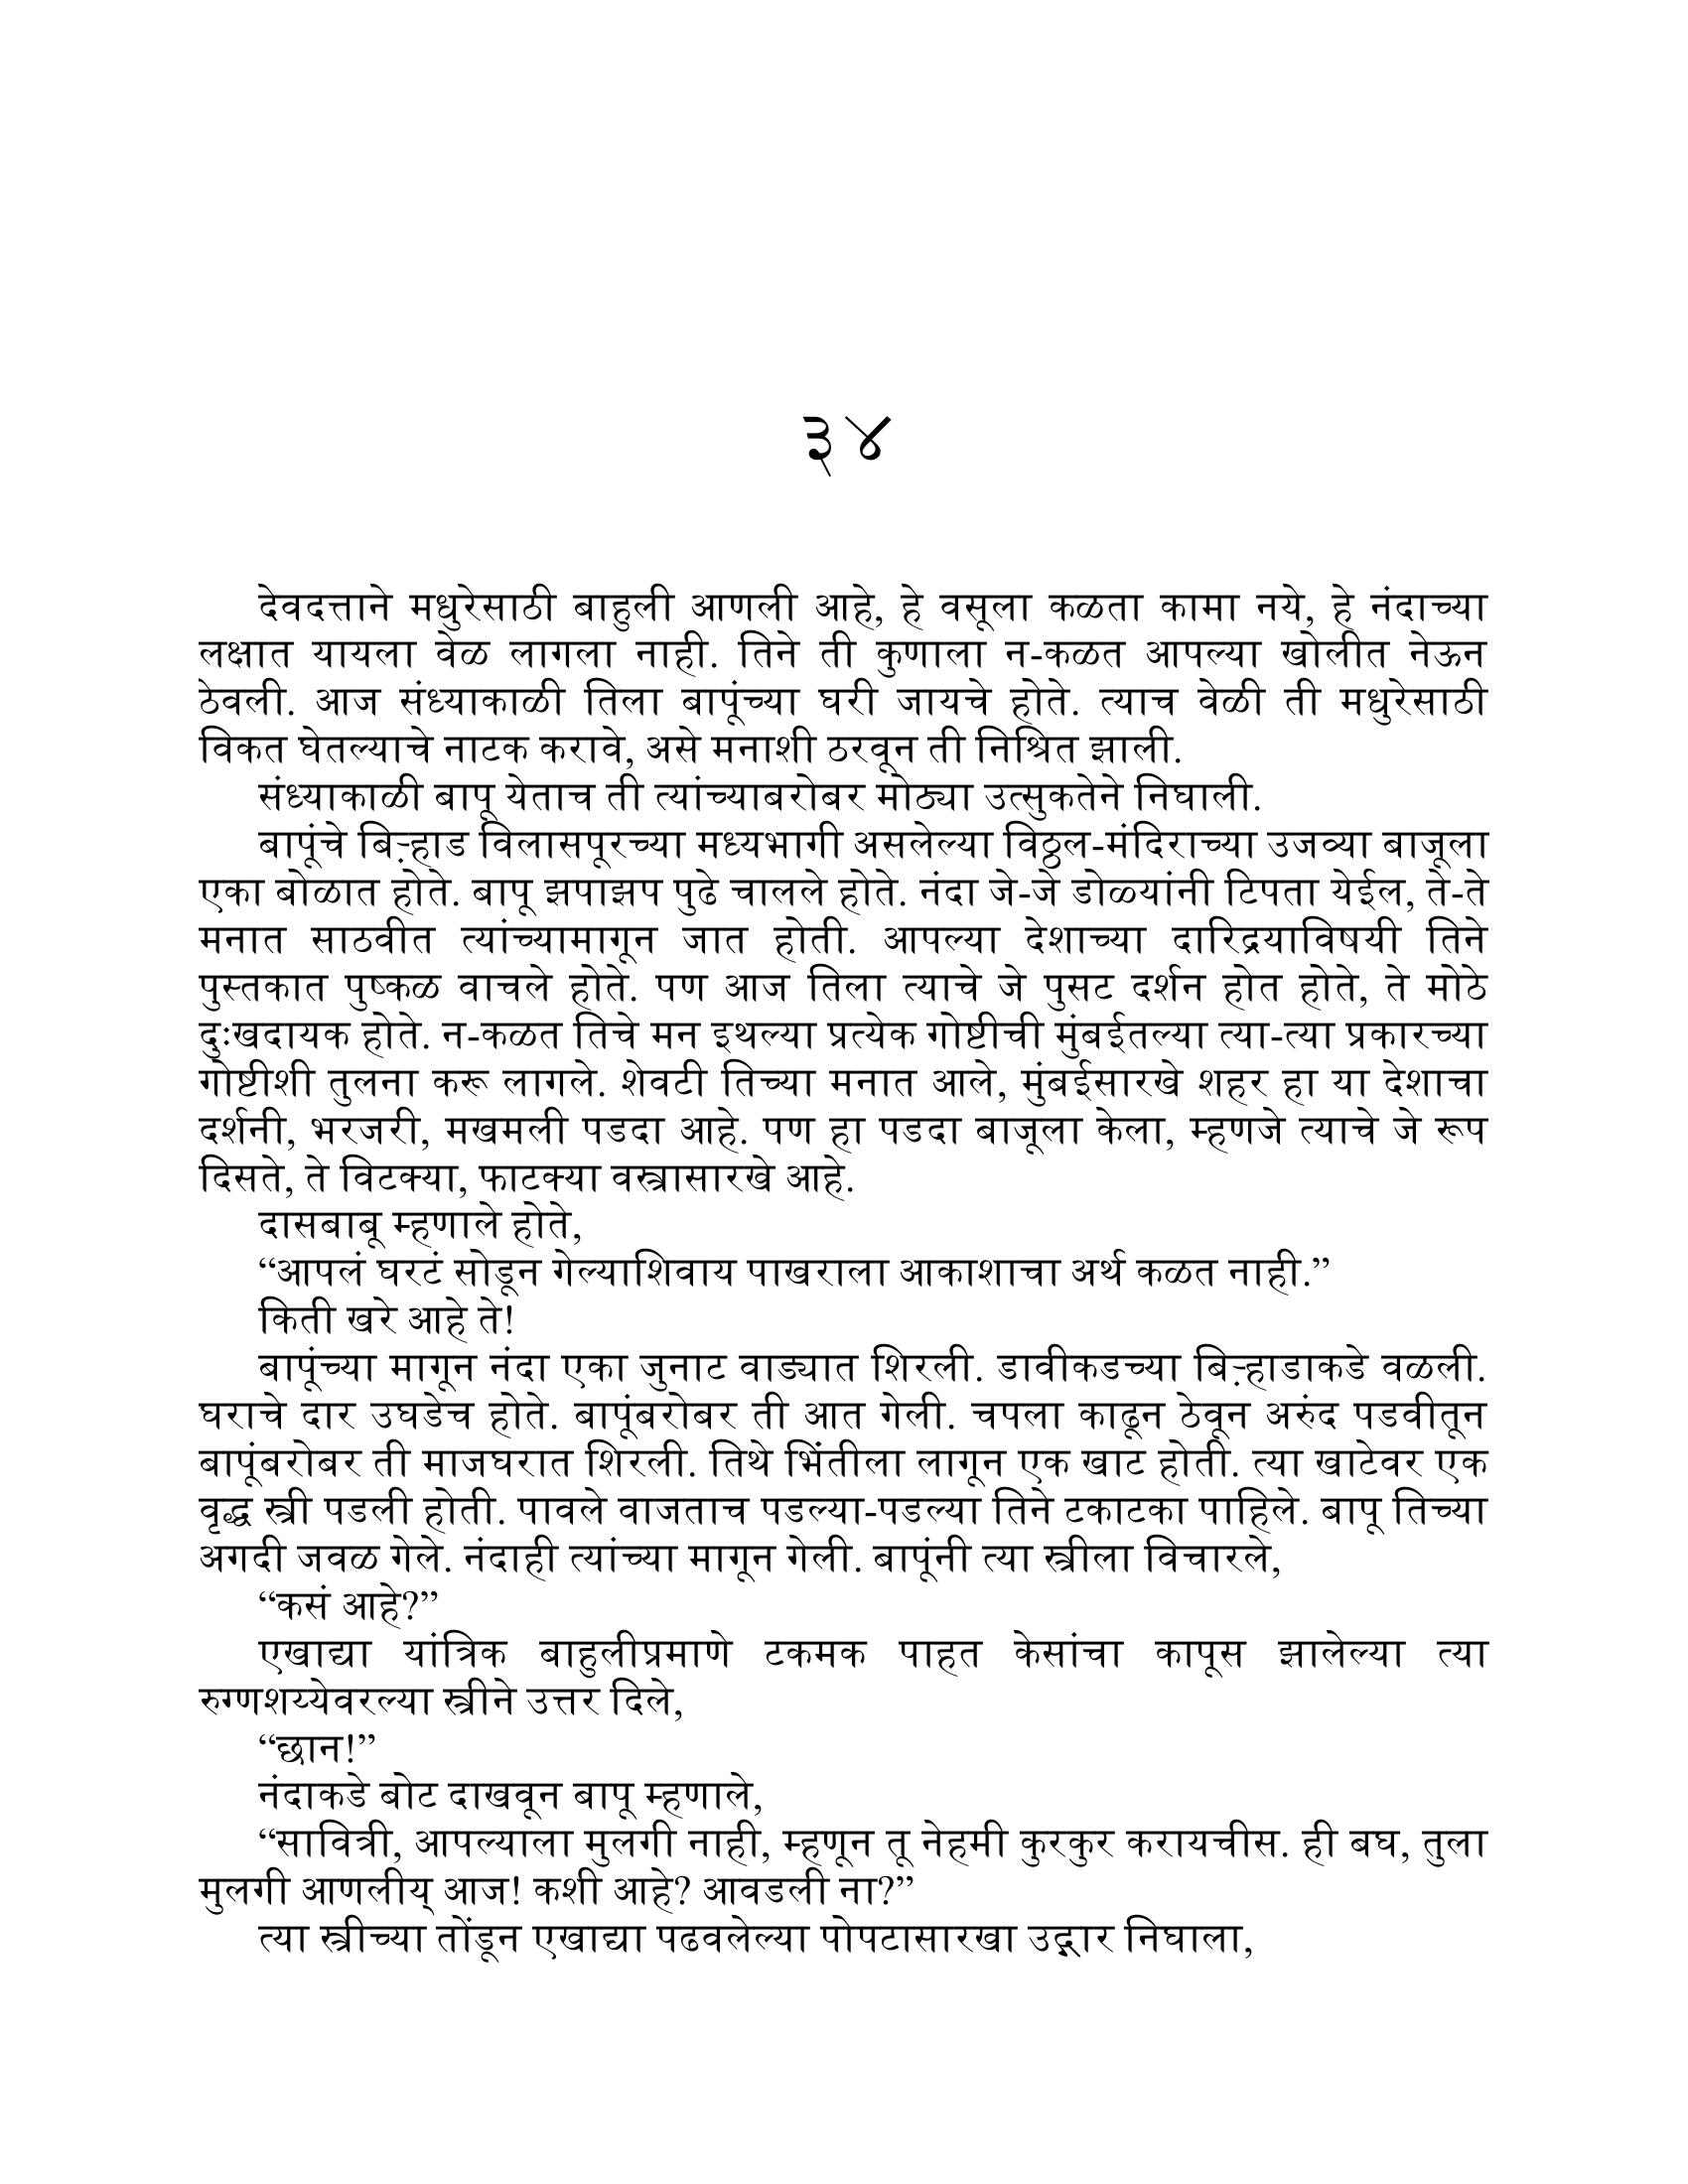 ३४
देवदत्ताने मधुरेसाठी बाहुली आणली आहे, हे वसूला कळता कामा नये, हे नंदाच्या
लक्षात यायला वेळ लागला नाही. तिने ती कुणाला न-कळत आपल्या खोलीत नेऊन
ठेवली. आज संध्याकाळी तिला बापूंच्या घरी जायचे होते. त्याच वेळी ती मधुरेसाठी
विकत घेतल्याचे नाटक करावे, असे मनाशी ठरवून ती निश्चित झाली.
संध्याकाळी बापू येताच ती त्यांच्याबरोबर मोठ्या उत्सुकतेने निघाली.
बापूंचे बिऱ्हाड विलासपूरच्या मध्यभागी असलेल्या विठ्ठल-मंदिराच्या उजव्या बाजूला
एका बोळात होते. बापू झपाझप पुढे चालले होते. नंदा जे-जे डोळ्यांनी टिपता येईल, ते-ते
मनात साठवीत त्यांच्यामागून जात होती. आपल्या देशाच्या दारिद्रयाविषयी तिने
पुस्तकात पुष्कळ वाचले होते. पण आज तिला त्याचे जे पुसट दर्शन होत होते, ते मोठे
दुःखदायक होते. न-कळत तिचे मन इथल्या प्रत्येक गोष्टीची मुंबईतल्या त्या-त्या प्रकारच्या
गोष्टीशी तुलना करू लागले. शेवटी तिच्या मनात आले, मुंबईसारखे शहर हा या देशाचा
दर्शनी, भरजरी, मखमली पडदा आहे. पण हा पडदा बाजूला केला, म्हणजे त्याचे जे रूप
दिसते, ते विटक्या, फाटक्या वस्त्रासारखे आहे.
दासबाबू म्हणाले होते,
“आपलं घरटं सोडून गेल्याशिवाय पाखराला आकाशाचा अर्थ कळत नाही.”
किती खरे आहे ते!
बापूंच्या मागून नंदा एका जुनाट वाड्यात शिरली. डावीकडच्या बिऱ्हाडाकडे वळली.
घराचे दार उघडेच होते. बापूंबरोबर ती आत गेली. चपला काढून ठेवून अरुंद पडवीतून
बापूंबरोबर ती माजघरात शिरली. तिथे भिंतीला लागून एक खाट होती. त्या खाटेवर एक
वृद्ध स्त्री पडली होती. पावले वाजताच पडल्या-पडल्या तिने टकाटका पाहिले. बापू तिच्या
अगदी जवळ गेले. नंदाही त्यांच्या मागून गेली. बापूंनी त्या स्त्रीला विचारले,
“कसं आहे?”
एखाद्या यांत्रिक बाहुलीप्रमाणे टकमक पाहत केसांचा कापूस झालेल्या त्या
रुग्णशय्येवरल्या स्त्रीने उत्तर दिले,
“छान!”
नंदाकडे बोट दाखवून बापू म्हणाले,
“सावित्री, आपल्याला मुलगी नाही, म्हणून तू नेहमी कुरकुर करायचीस. ही बघ, तुला
मुलगी आणलीय् आज! कशी आहे? आवडली ना?”
त्या स्त्रीच्या तोंडून एखाद्या पढवलेल्या पोपटासारखा उद्गार निघाला,